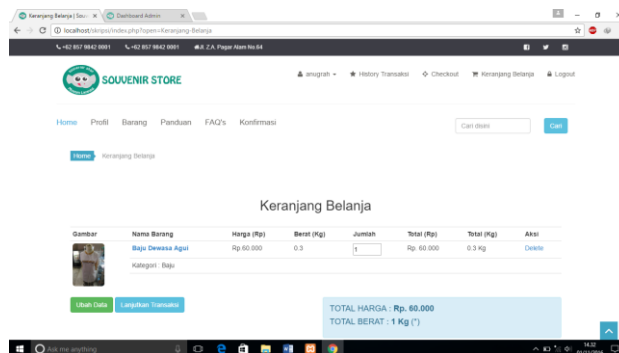 Keranjang Belanja | Souv
Dashboard Admin
localhost/skripsi/index.php?open=Keranjang-Belanja
+62 857 9842 0001 +62 857 9842 0001 Jl. Z.A. Pagar Alam No.64
SOUVENIR STORE
anugrah History Transaksi Checkout Keranjang Belanja Logout
Home Profil Barang Panduan FAQ's Konfirmasi
Cari disini Cari
Home Keranjang Belanja
Keranjang Belanja
Gambar Nama Barang Harga (Rp) Berat (Kg) Jumlah Total (Rp) Total (Kg) Aksi
Baju Dewasa Agui Rp.60.000 0.3 1 Rp. 60.000 0.3 Kg Delete
Kategori : Baju
Ubah Data Lanjutkan Transaksi
TOTAL HARGA : Rp. 60.000
TOTAL BERAT : 1 Kg (*)
Ask me anything
14.32